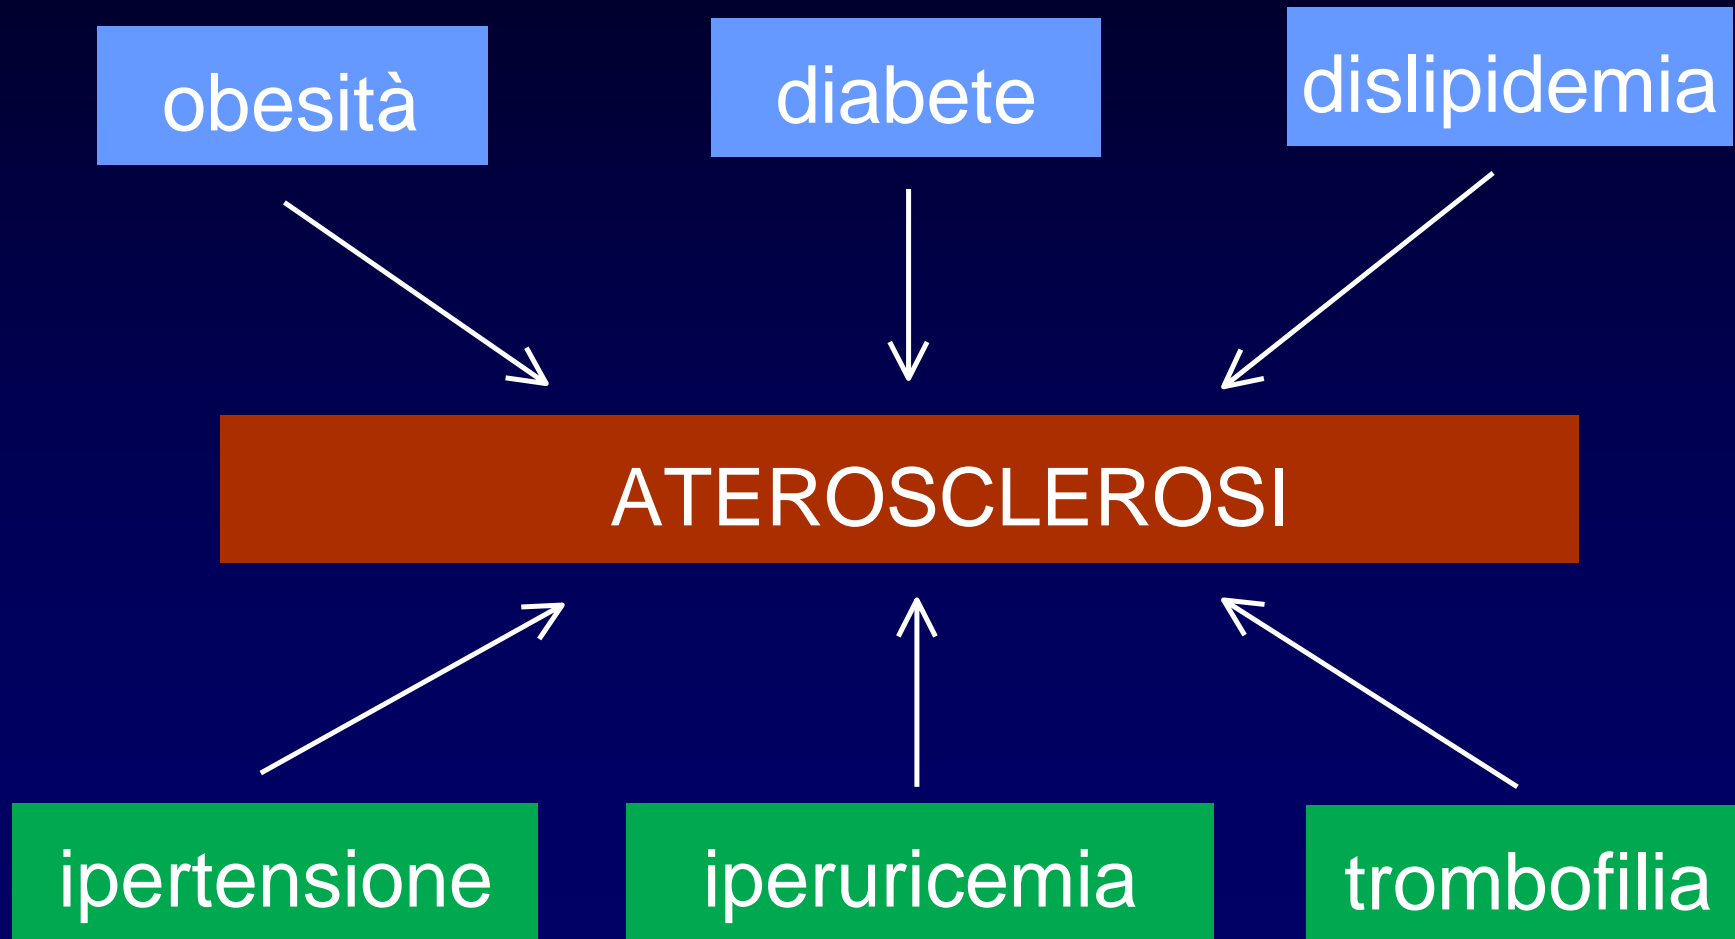 obesità
diabete
dislipidemia
ATEROSCLEROSI
ipertensione
iperuricemia
trombofilia